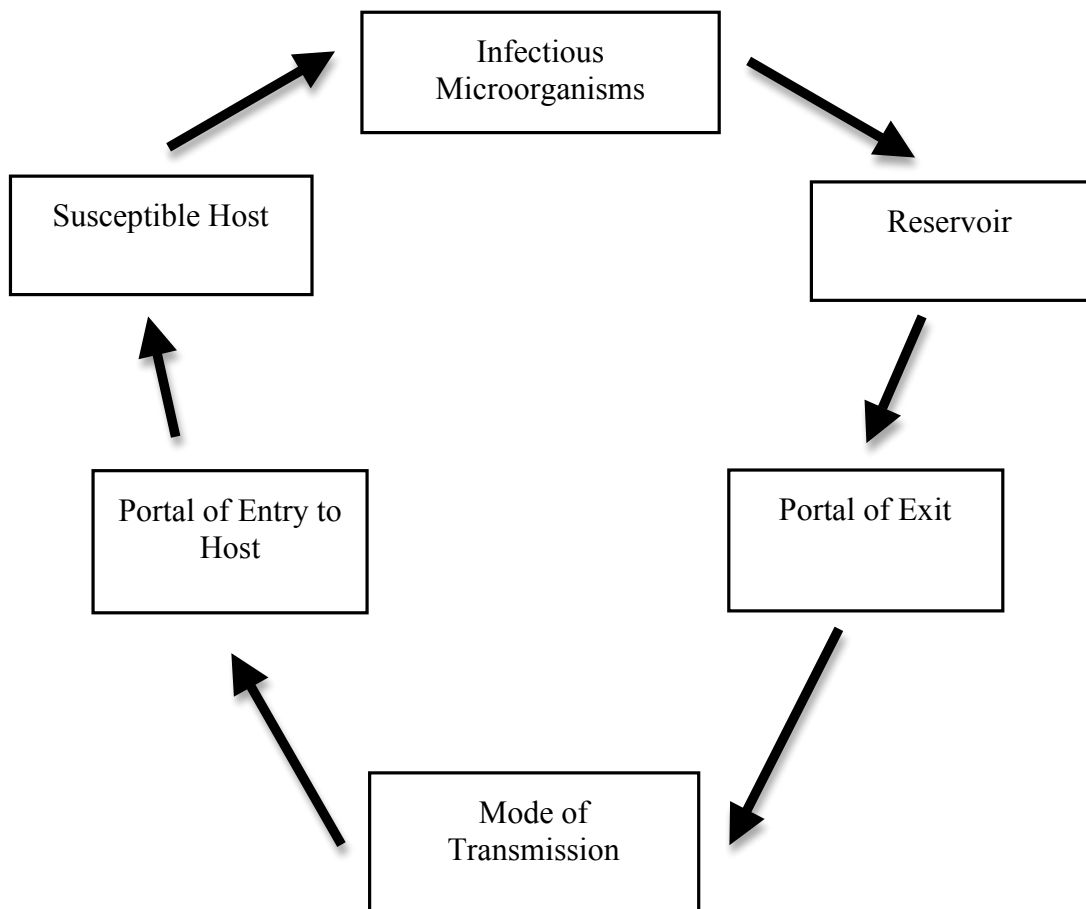 Infectious
Microorganisms
Susceptible Host
Reservoir
Portal of Entry to
Host
Portal of Exit
Mode of
Transmission